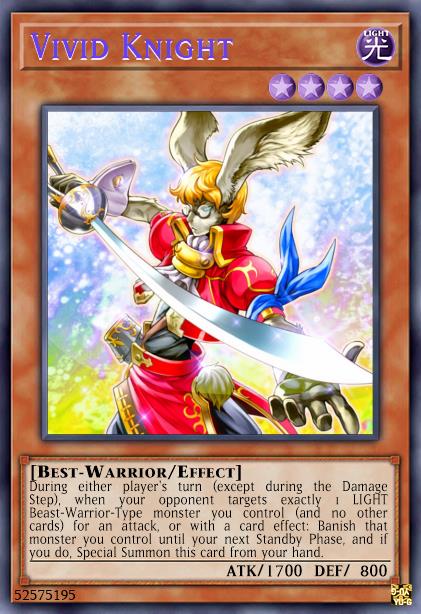 Vivid Knight
LIGHT
光
[Best-Warrior/Effect]
During either player's turn (except during the Damage
Step), when your opponent targets exactly 1 LIGHT
Beast-Warrior-Type monster you control (and no other
cards) for an attack, or with a card effect: Banish that
monster you control until your next Standby Phase, and if
you do, Special Summon this card from your hand.
ATK/1700 DEF/ 800
52575195